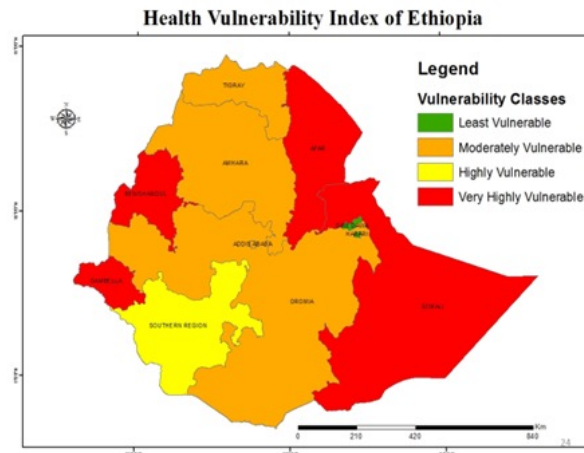 Health Vulnerability Index of Ethiopia
Legend
Vulnerability Classes
Least Vulnerable
Moderately Vulnerable
Highly Vulnerable
Very Highly Vulnerable
TIGRAY
AFAR
AMHARA
ADDIS ABABA
OROMIA
SOMALI
SOUTHERN REGION
Km
0 210 420 840
24